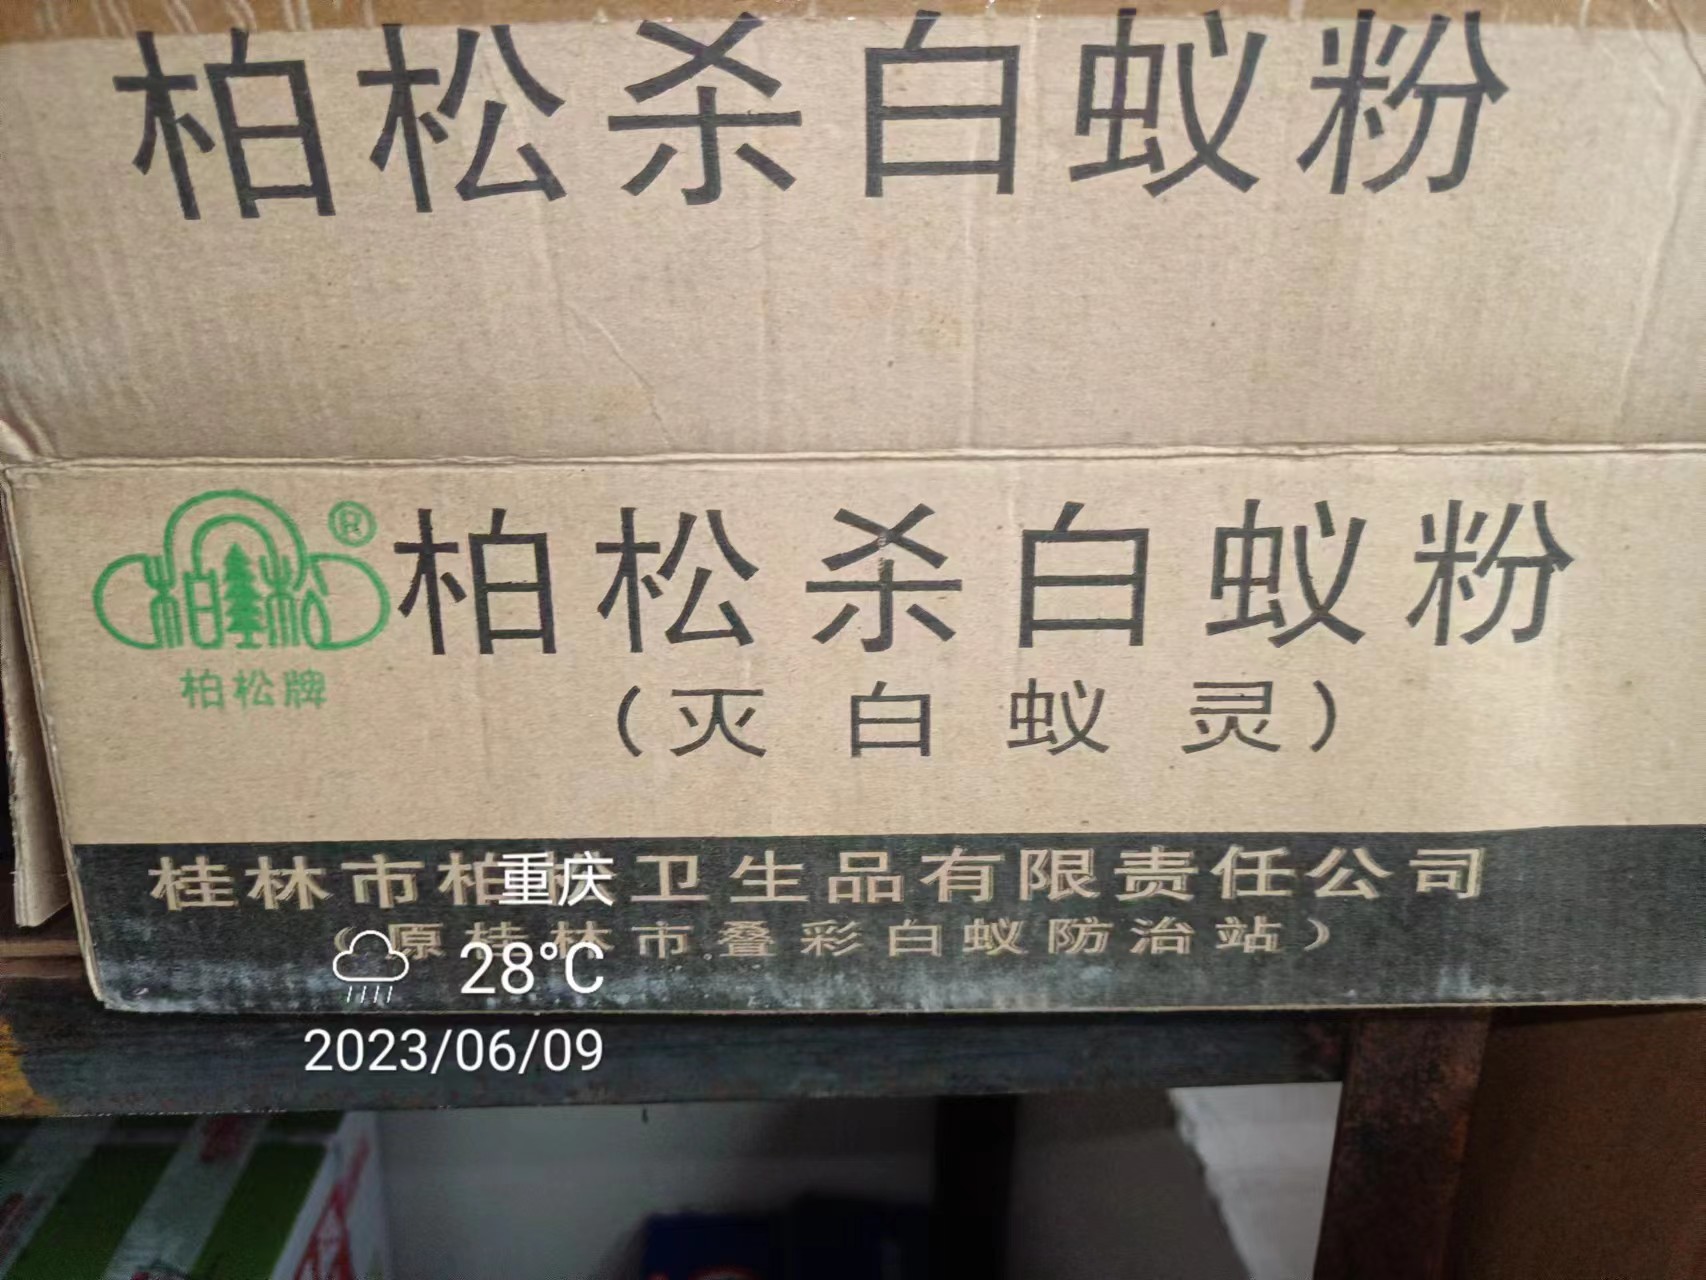 柏松杀白蚁粉
柏松
®
柏松杀白蚁粉
柏松牌
(灭白蚁灵)
桂林市柏
卫生品有限责任公司
重庆
(原桂林市叠彩白蚁防治站)
28°C
2023/06/09